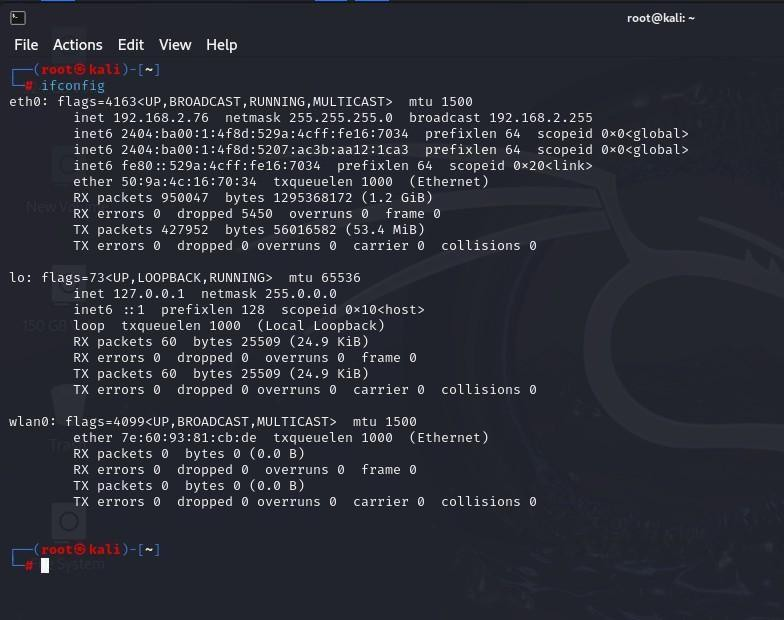 root@kali: ~
File Actions Edit View Help
┌──(root㉿kali)-[~]
└─# ifconfig
eth0: flags=4163<UP,BROADCAST,RUNNING,MULTICAST>  mtu 1500
        inet 192.168.2.76  netmask 255.255.255.0  broadcast 192.168.2.255
        inet6 2404:ba00:1:4f8d:529a:4cff:fe16:7034  prefixlen 64  scopeid 0×0<global>
        inet6 2404:ba00:1:4f8d:5207:ac3b:aa12:1ca3  prefixlen 64  scopeid 0×0<global>
        inet6 fe80::529a:4cff:fe16:7034  prefixlen 64  scopeid 0×20<link>
        ether 50:9a:4c:16:70:34  txqueuelen 1000  (Ethernet)
        RX packets 950047  bytes 1295368172 (1.2 GiB)
        RX errors 0  dropped 5450  overruns 0  frame 0
        TX packets 427952  bytes 56016582 (53.4 MiB)
        TX errors 0  dropped 0 overruns 0  carrier 0  collisions 0
lo: flags=73<UP,LOOPBACK,RUNNING>  mtu 65536
        inet 127.0.0.1  netmask 255.0.0.0
        inet6 ::1  prefixlen 128  scopeid 0×10<host>
        loop  txqueuelen 1000  (Local Loopback)
        RX packets 60  bytes 25509 (24.9 KiB)
        RX errors 0  dropped 0  overruns 0  frame 0
        TX packets 60  bytes 25509 (24.9 KiB)
        TX errors 0  dropped 0 overruns 0  carrier 0  collisions 0
wlan0: flags=4099<UP,BROADCAST,MULTICAST>  mtu 1500
        ether 7e:60:93:81:cb:de  txqueuelen 1000  (Ethernet)
        RX packets 0  bytes 0 (0.0 B)
        RX errors 0  dropped 0  overruns 0  frame 0
        TX packets 0  bytes 0 (0.0 B)
        TX errors 0  dropped 0 overruns 0  carrier 0  collisions 0
┌──(root㉿kali)-[~]
└─#